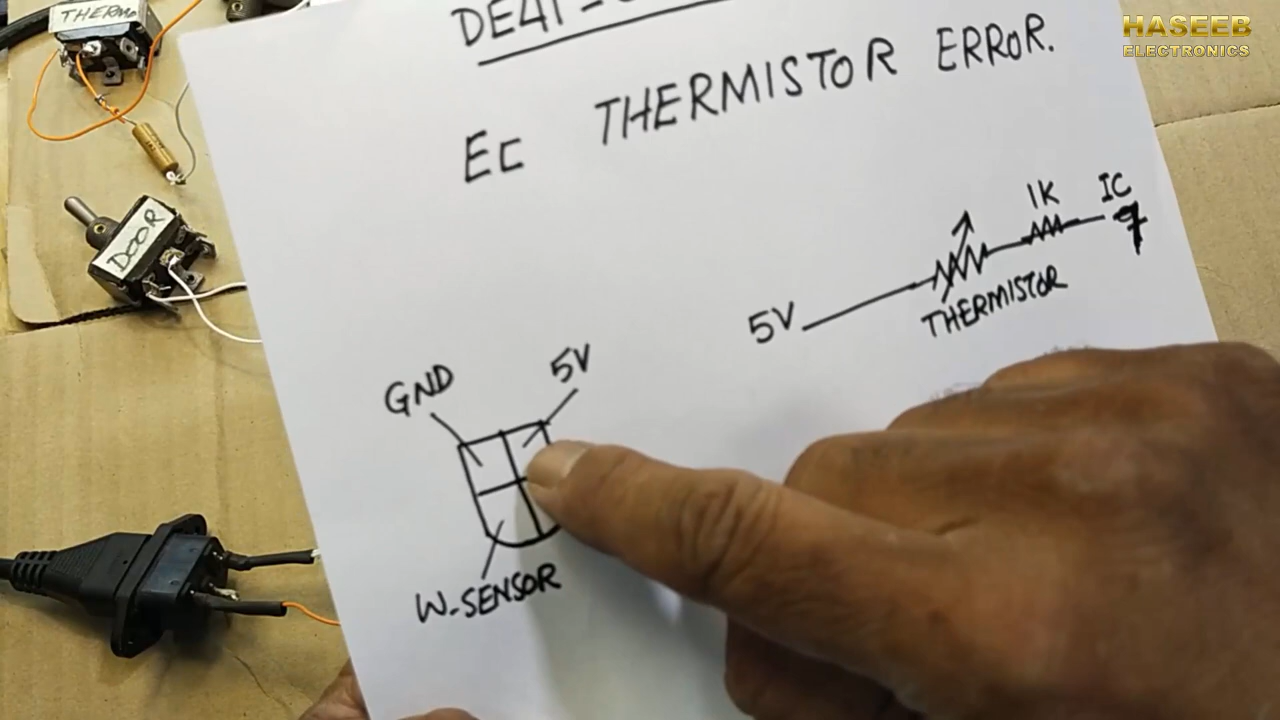 THERMO
HASEEB
ELECTRONICS
THERMISTOR ERROR.
EC
1K
IC
7
DOOR
THERMISTOR
5V
GND
5V
W-SENSOR